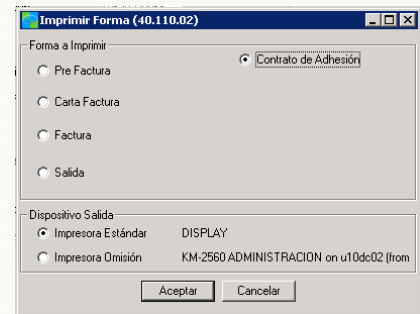 Imprimir Forma (40.110.02)
Forma a Imprimir
Contrato de Adhesión
Pre Factura
Carta Factura
Factura
Salida
Dispositivo Salida
Impresora Estándar DISPLAY
Impresora Omisión KM-2560 ADMINISTRACION on u10dc02 (from
Aceptar Cancelar